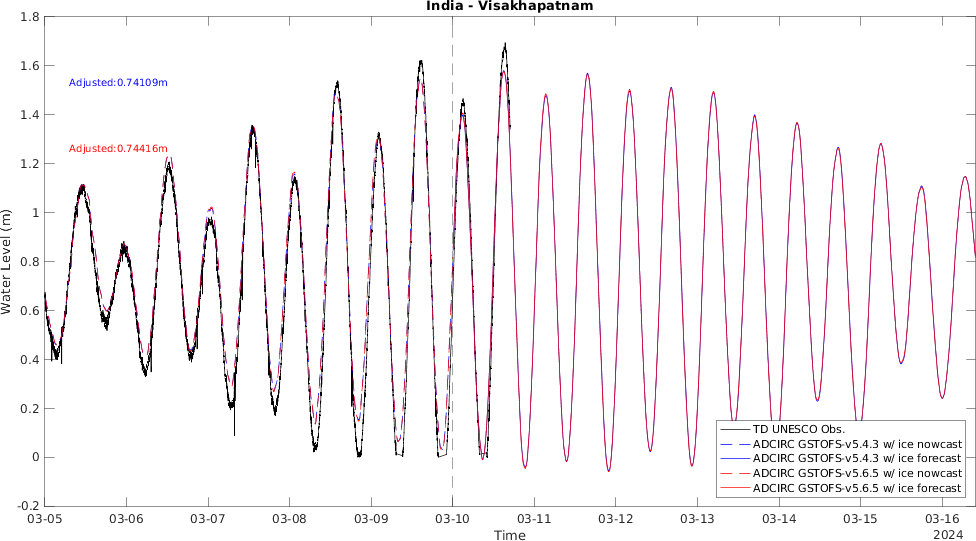 India - Visakhapatnam
1.8
1.6
1.4
1.2
1
0.8
0.6
0.4
0.2
0
-0.2
Water Level (m)
Adjusted:0.74109m
Adjusted:0.74416m
TD UNESCO Obs.
ADCIRC GSTOFS-v5.4.3 w/ ice nowcast
ADCIRC GSTOFS-v5.4.3 w/ ice forecast
ADCIRC GSTOFS-v5.6.5 w/ ice nowcast
ADCIRC GSTOFS-v5.6.5 w/ ice forecast
03-05 03-06 03-07 03-08 03-09 03-10 03-11 03-12 03-13 03-14 03-15 03-16
Time
2024